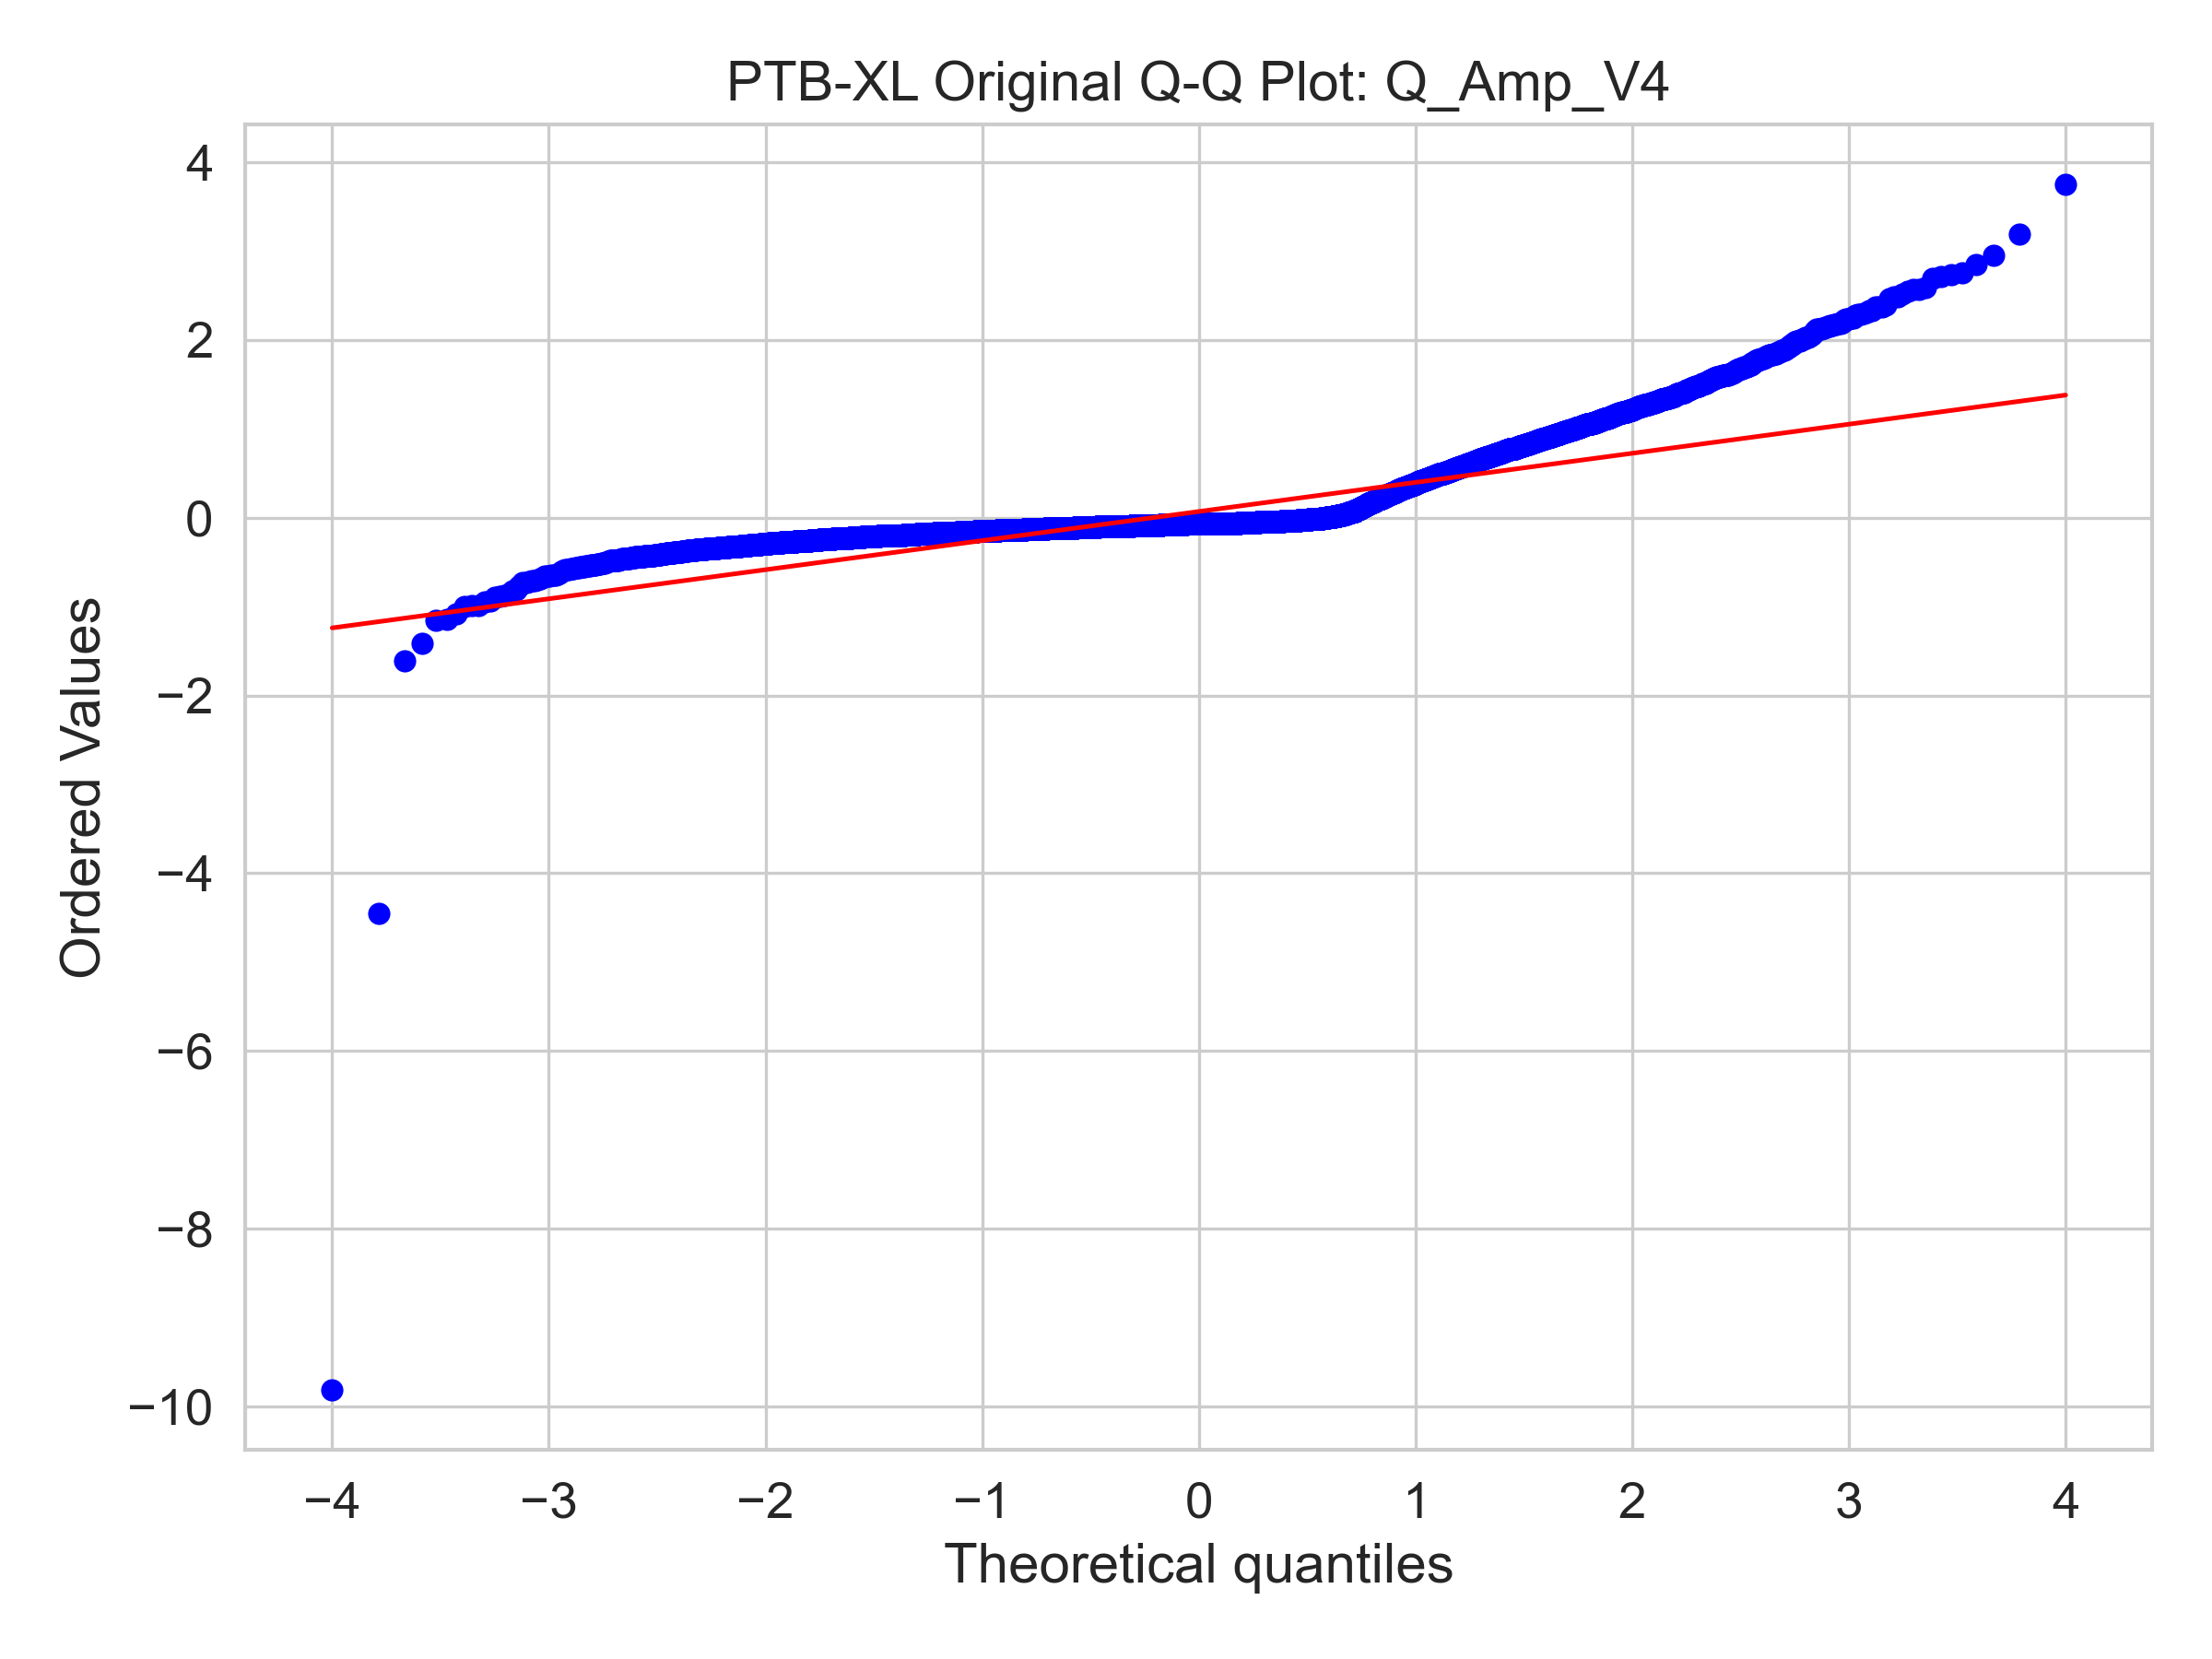 PTB-XL Original Q-Q Plot: Q_Amp_V4
4
2
0
−2
−4
−6
−8
−10
Ordered Values
−4 −3 −2 −1 0 1 2 3 4
Theoretical quantiles